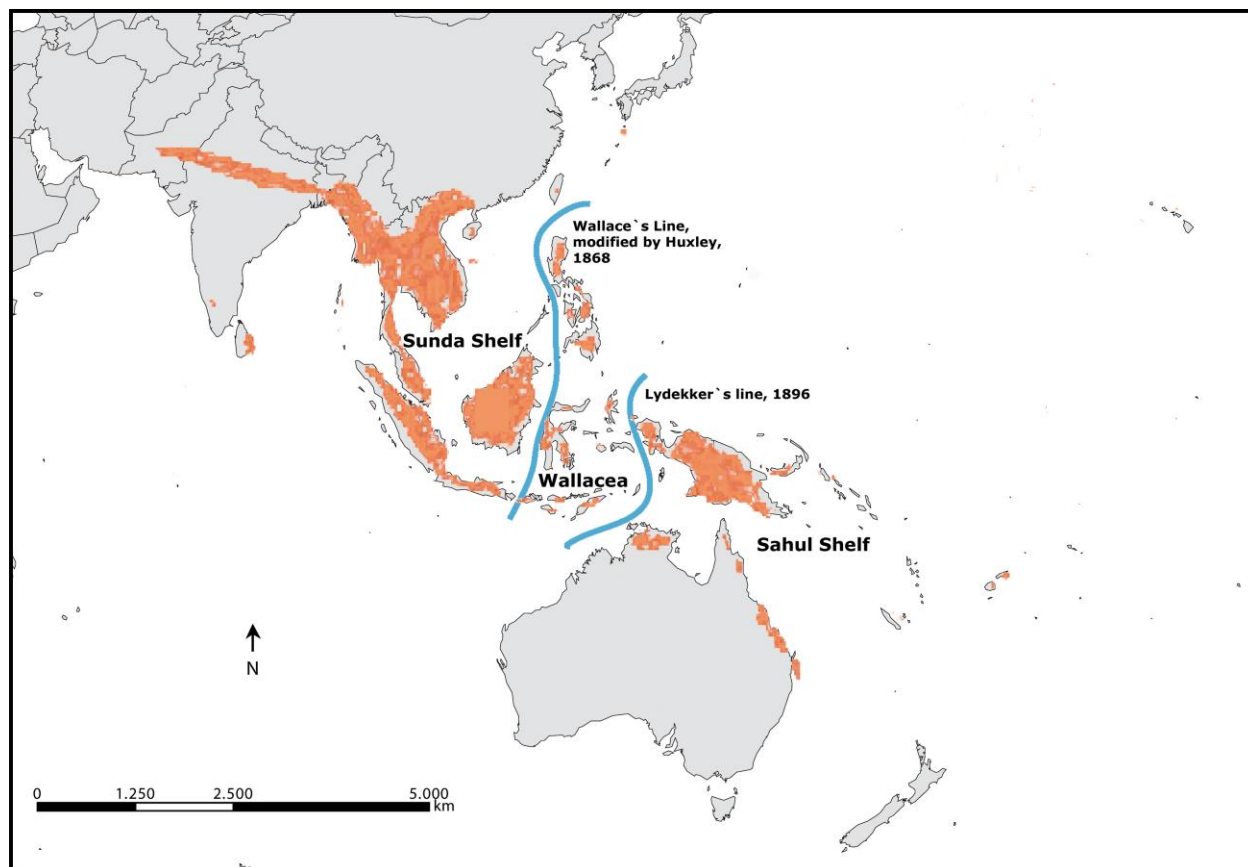 Wallace`s Line,
modified by Huxley,
1868
Sunda Shelf
Lydekker`s line, 1896
Wallacea
Sahul Shelf
N
0 1.250 2.500 5.000
km